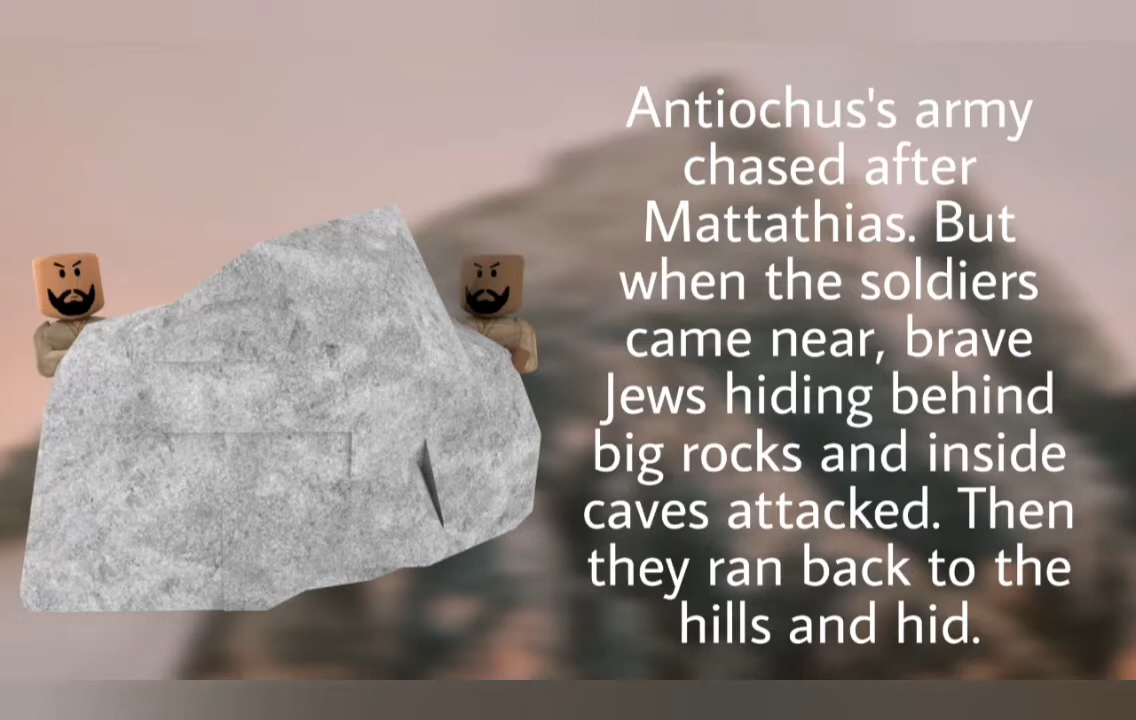 Antiochus's army
chased after
Mattathias. But
when the soldiers
came near, brave
Jews hiding behind
big rocks and inside
caves attacked. Then
they ran back to the
hills and hid.